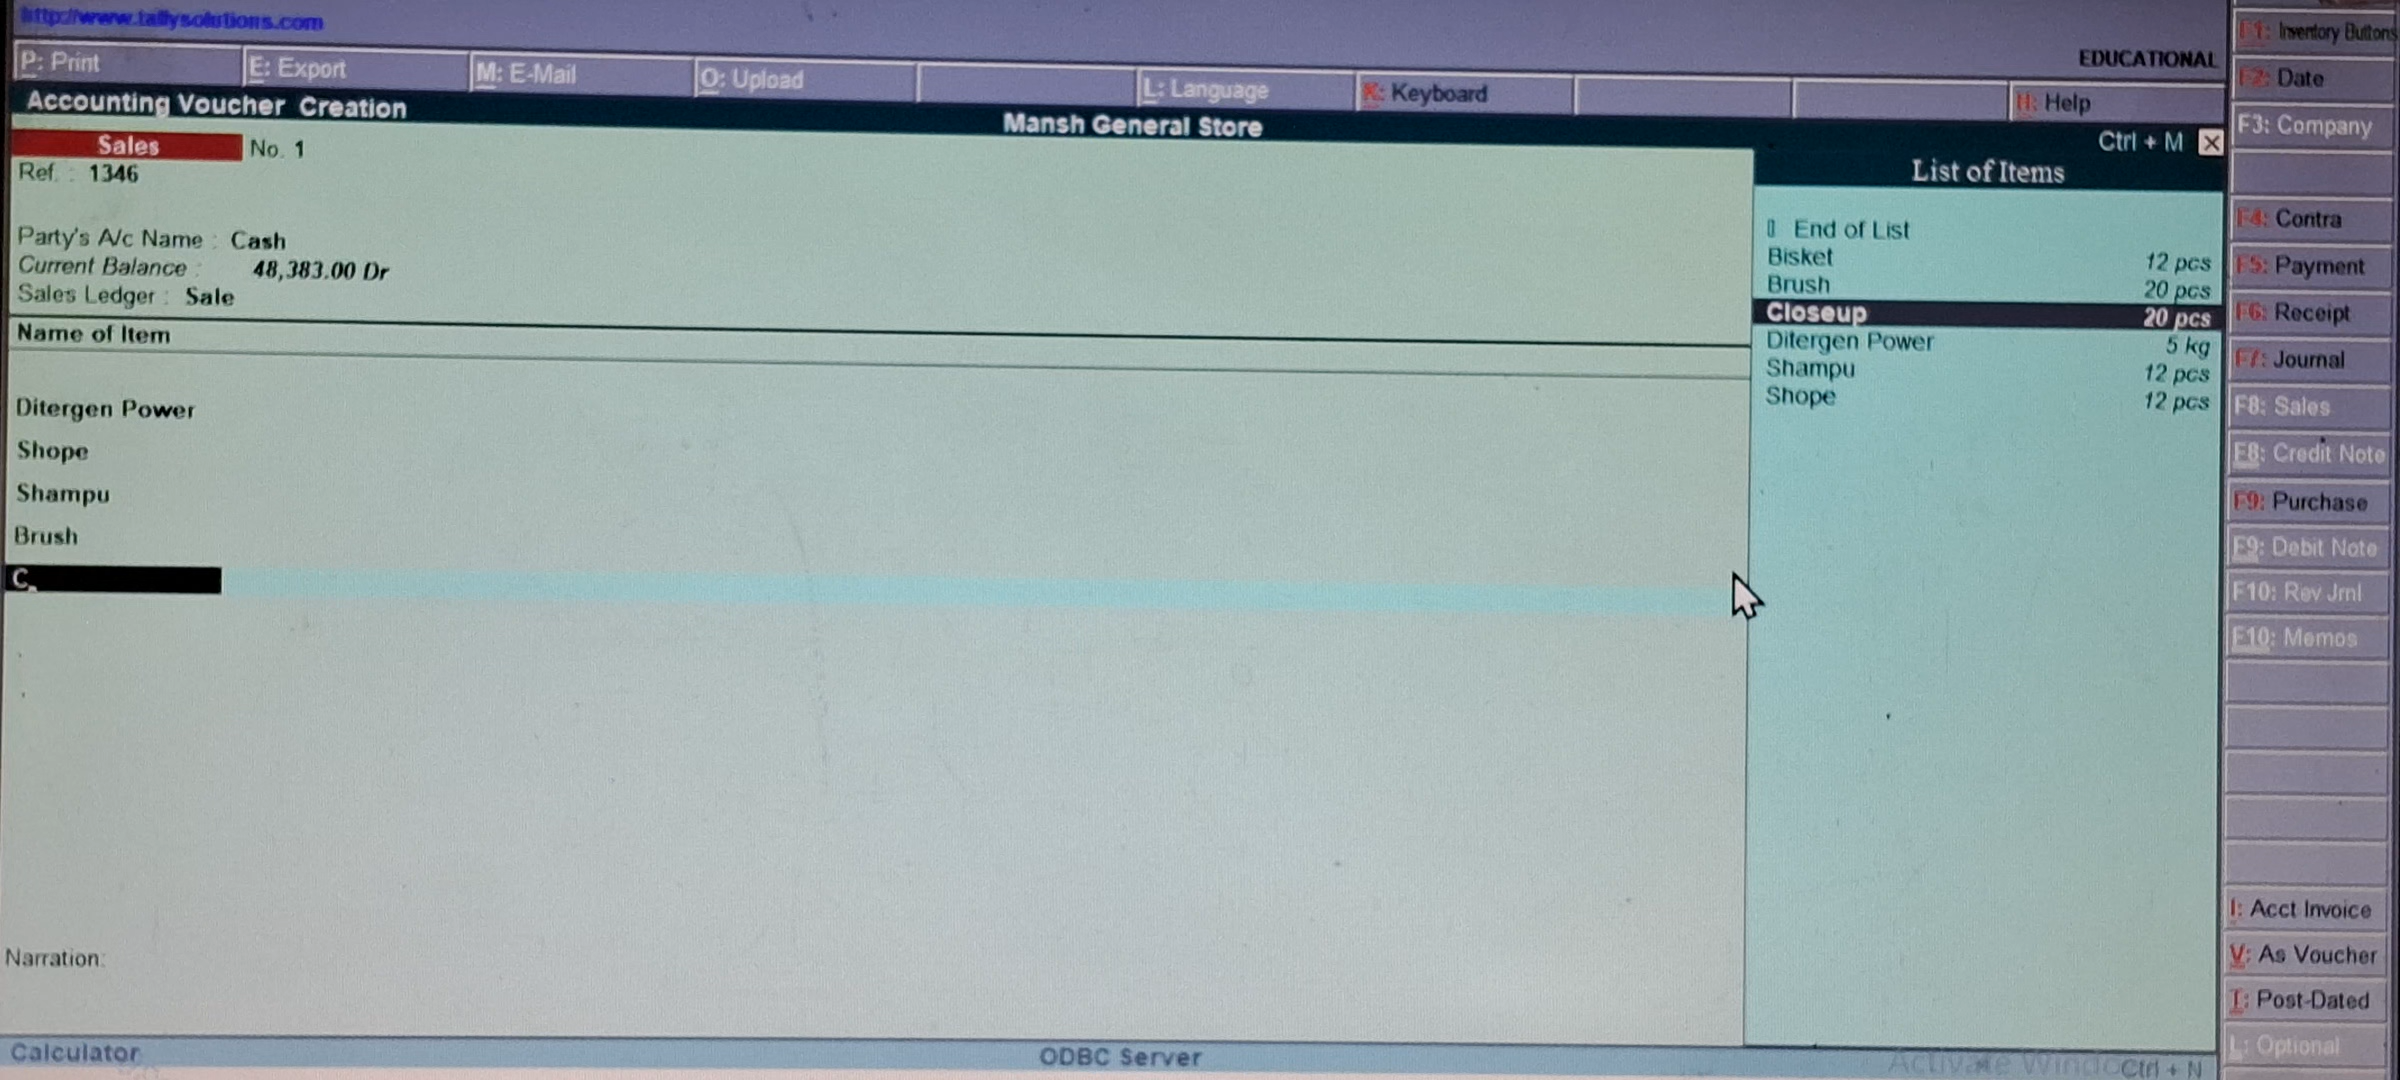 http://www.tallysolutions.com
EDUCATIONAL
P: Print
E: Export
M: E-Mail
O: Upload
L: Language
K: Keyboard
H: Help
Accounting Voucher Creation
Mansh General Store
Ctrl + M
Sales No. 1
Ref. : 1346
Party's A/c Name : Cash
Current Balance : 48,383.00 Dr
Sales Ledger : Sale
Name of Item
Ditergen Power
Shope
Shampu
Brush
C
Narration:
List of Items
End of List
Bisket 12 pcs
Brush 20 pcs
Closeup 20 pcs
Ditergen Power 5 kg
Shampu 12 pcs
Shope 12 pcs
F1: Inventory Buttons
F2: Date
F3: Company
F4: Contra
F5: Payment
F6: Receipt
F7: Journal
F8: Sales
F8: Credit Note
F9: Purchase
F9: Debit Note
F10: Rev Jrnl
F10: Memos
I: Acct Invoice
V: As Voucher
T: Post-Dated
L: Optional
Calculator
ODBC Server
Activate Windo
Ctrl + N